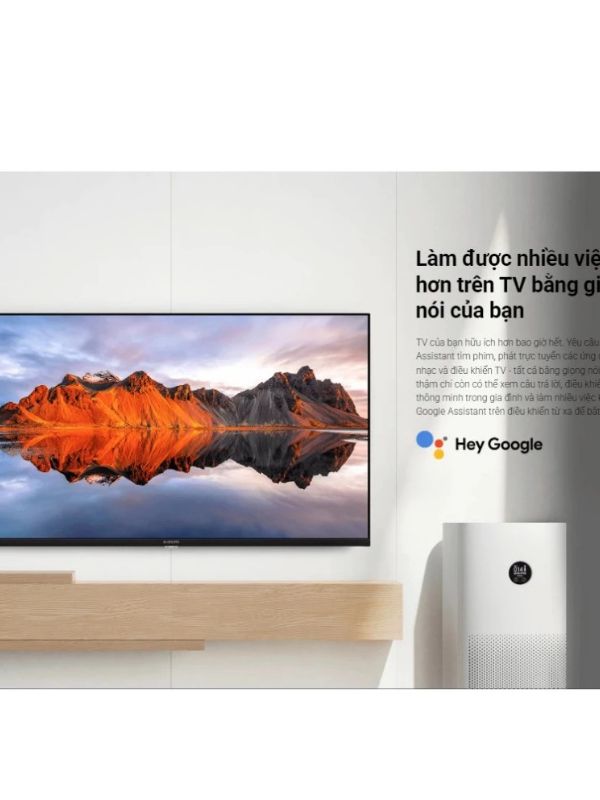 Làm được nhiều việ
hơn trên TV bằng gi
nói của bạn
TV của bạn hữu ích hơn bao giờ hết. Yêu cầu
Assistant tìm phim, phát trực tuyến các ứng
nhạc và điều khiển TV - tất cả bằng giọng nói
thậm chí còn có thể xem câu trả lời, điều khiể
thông minh trong gia đình và làm nhiều việc
Google Assistant trên điều khiển từ xa để bắt
Hey Google
XIAOMI